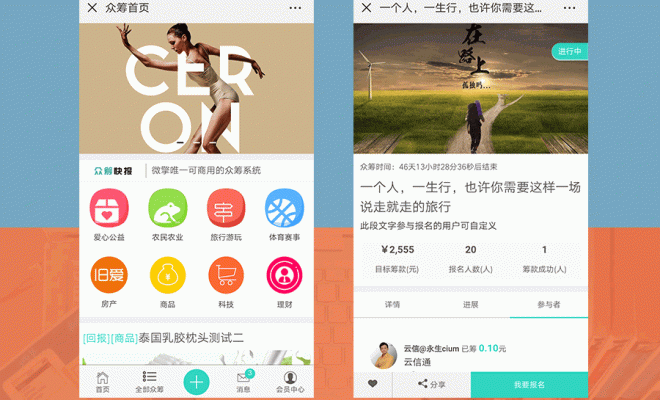 众筹首页
CER
ON
众筹快报
微擎唯一可商用的众筹系统
爱心公益
农民农业
旅行游玩
体育赛事
旧爱
房产
商品
科技
理财
[回报][商品]泰国乳胶枕头测试二
首页
全部众筹
消息
3
会员中心
一个人，一生行，也许你需要这...
在路上
孤独的...
进行中
众筹时间：46天13小时28分36秒后结束
一个人，一生行，也许你需要这样一场
说走就走的旅行
此段文字参与报名的用户可自定义
￥2,555
20
1
目标筹款(元)
报名人数(人)
筹款成功(人)
详情
进展
参与者
云信@永生cium 已筹 0.10元
云信通
分享
我要报名